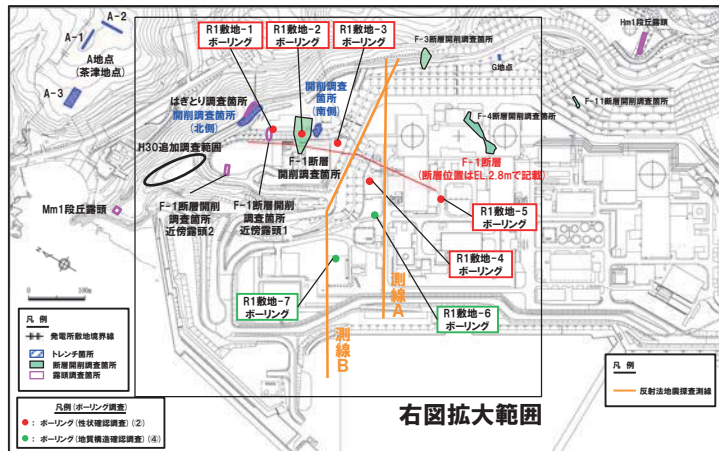 A-2
A-1
A地点
(茶津地点)
A-3
R1敷地-1
ボーリング
R1敷地-2
ボーリング
R1敷地-3
ボーリング
F-3断層開削調査箇所
G地点
Hm1段丘露頭
はぎとり調査箇所
開削調査箇所
(北側)
開削調査
箇所
(南側)
F-11断層開削調査箇所
F-4断層開削調査箇所
H30追加調査範囲
F-1断層
開削調査箇所
F-1断層
(断層位置はEL.2.8mで記載)
F-1断層開削
調査箇所
近傍露頭2
F-1断層開削
調査箇所
近傍露頭1
Mm1段丘露頭
R1敷地-5
ボーリング
R1敷地-4
ボーリング
R1敷地-7
ボーリング
R1敷地-6
ボーリング
測線A
測線B
0
100m
凡 例
発電所敷地境界線
トレンチ箇所
断層開削調査箇所
露頭調査箇所
凡例(ボーリング調査)
: ボーリング(性状確認調査)(②)
: ボーリング(地質構造確認調査)(④)
右図拡大範囲
凡 例
反射法地震探査測線